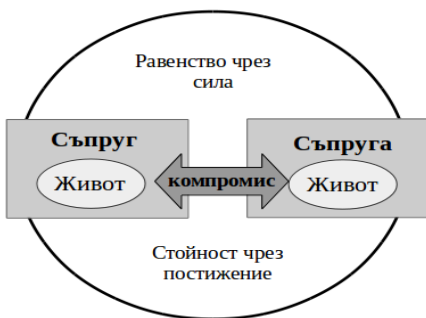 Равенство чрез
сила
Съпруг
Съпруга
Живот
компромис
Живот
Стойност чрез
постижение